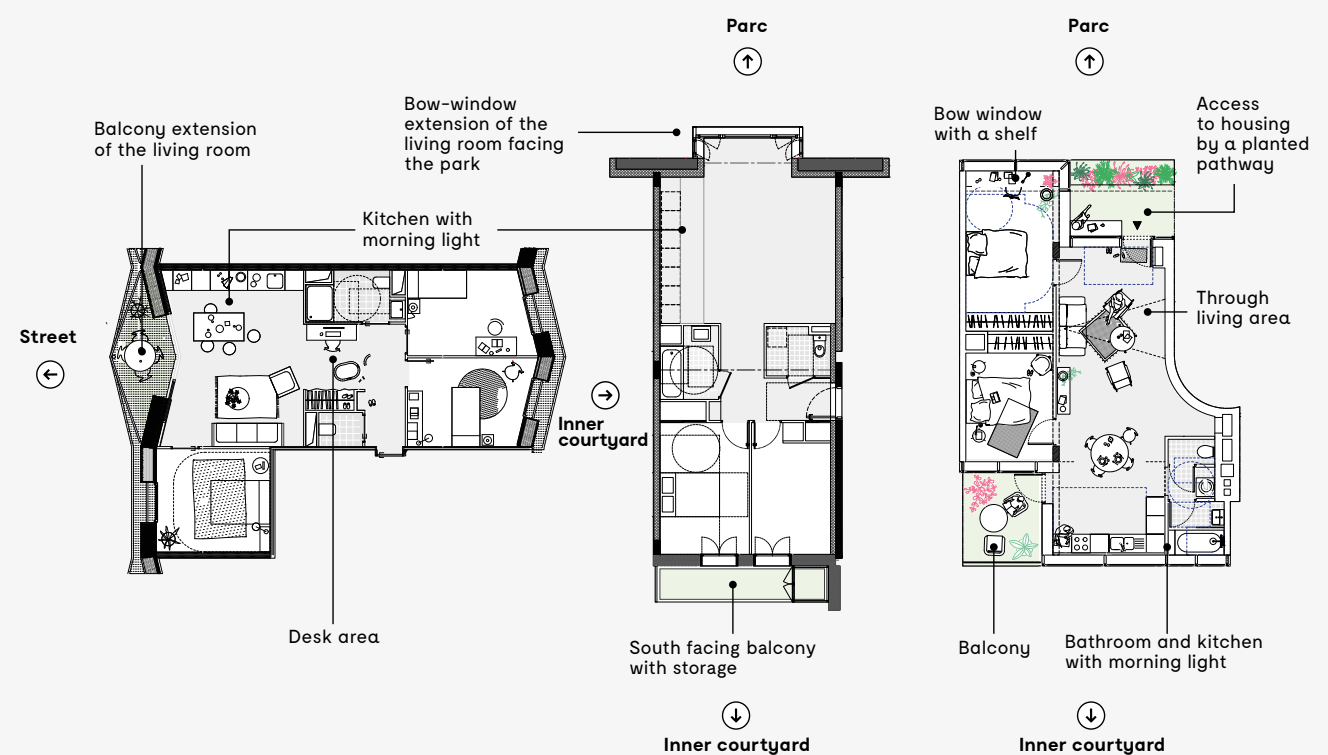 Parc
Parc
Bow-window
extension of the
living room facing
the park
Balcony extension
of the living room
Bow window
with a shelf
Access
to housing
by a planted
pathway
Kitchen with
morning light
Through
living area
Street
Inner
courtyard
Desk area
South facing balcony
with storage
Balcony
Bathroom and kitchen
with morning light
Inner courtyard
Inner courtyard